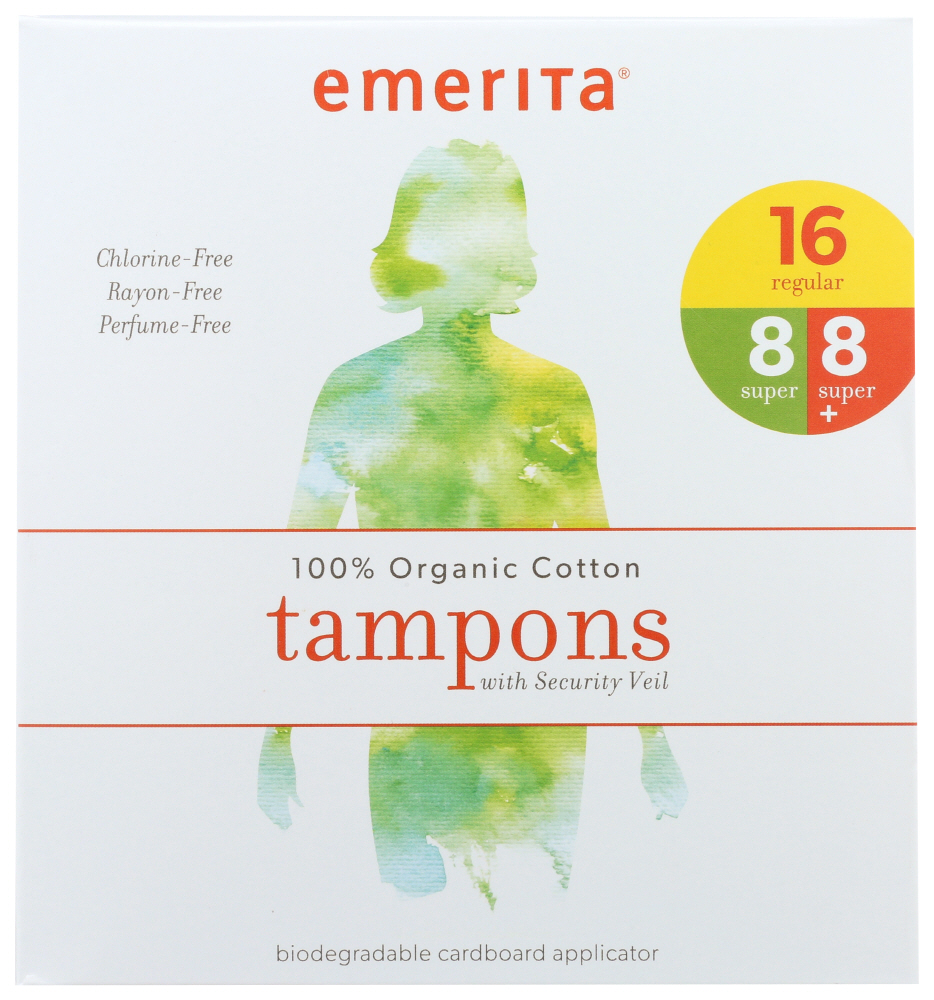 emerITa®
Chlorine-Free
Rayon-Free
Perfume-Free
16
regular
8
super
8
super
+
100% Organic Cotton
tampons
with Security Veil
biodegradable cardboard applicator